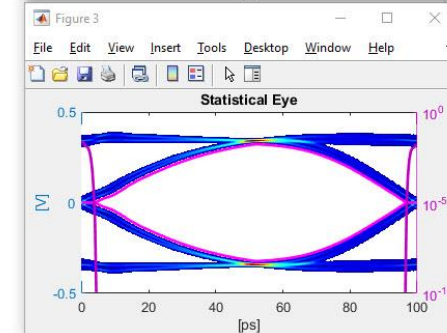 Figure 3
File Edit View Insert Tools Desktop Window Help
Statistical Eye
0.5
0
-0.5
[V]
10^0
10^-5
10^-1
0 20 40 60 80 100
[ps]